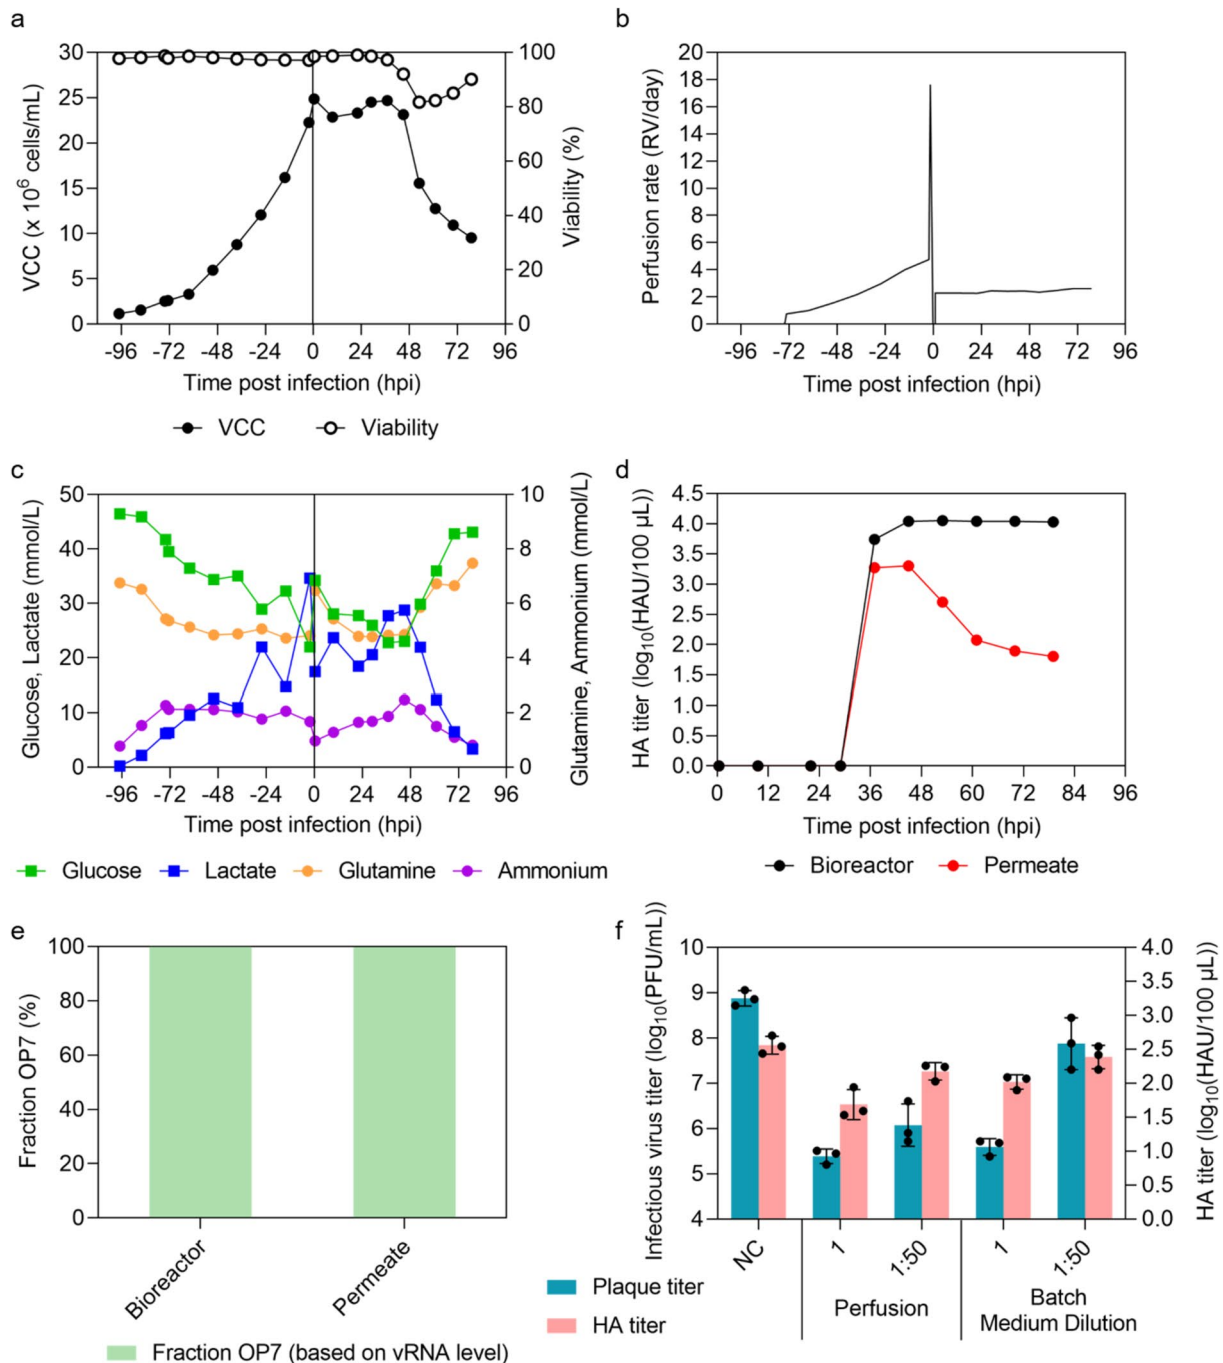 a
VCC (x 10⁶ cells/mL)
30
25
20
15
10
5
0
100
80
60
40
20
0
Viability (%)
-96 -72 -48 -24 0 24 48 72 96
Time post infection (hpi)
VCC Viability
b
Perfusion rate (RV/day)
20
18
16
14
12
10
8
6
4
2
0
-96 -72 -48 -24 0 24 48 72 96
Time post infection (hpi)
c
Glucose, Lactate (mmol/L)
50
40
30
20
10
0
10
8
6
4
2
0
Glutamine, Ammonium (mmol/L)
-96 -72 -48 -24 0 24 48 72 96
Time post infection (hpi)
Glucose Lactate Glutamine Ammonium
d
HA titer (log₁₀(HAU/100 µL))
4.5
4.0
3.5
3.0
2.5
2.0
1.5
1.0
0.5
0.0
0 12 24 36 48 60 72 84 96
Time post infection (hpi)
Bioreactor Permeate
e
Fraction OP7 (%)
100
80
60
40
20
0
Bioreactor
Permeate
Fraction OP7 (based on vRNA level)
f
Infectious virus titer (log₁₀(PFU/mL))
10
9
8
7
6
5
4
4.0
3.5
3.0
2.5
2.0
1.5
1.0
0.5
0.0
HA titer (log₁₀(HAU/100 µL))
NC 1 1:50 1 1:50
Perfusion
Batch
Medium Dilution
Plaque titer
HA titer